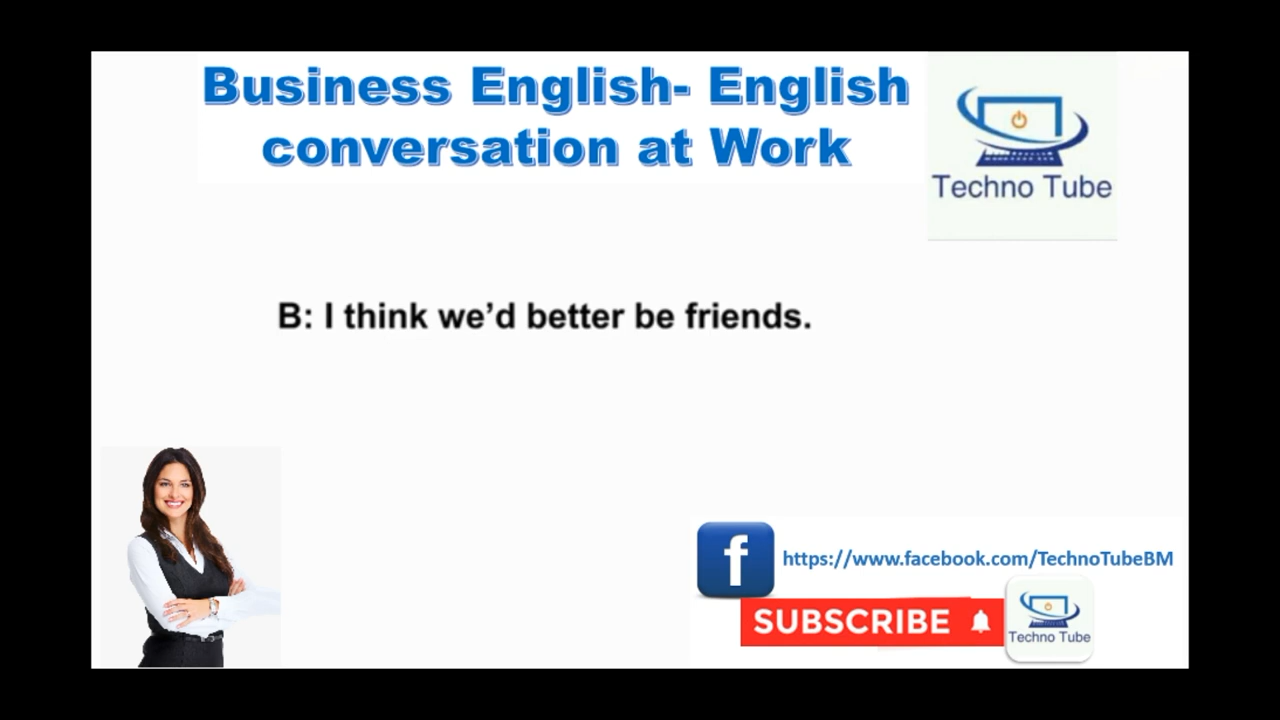 Business English- English
conversation at Work
Techno Tube
B: I think we’d better be friends.
f
https://www.facebook.com/TechnoTubeBM
SUBSCRIBE
Techno Tube